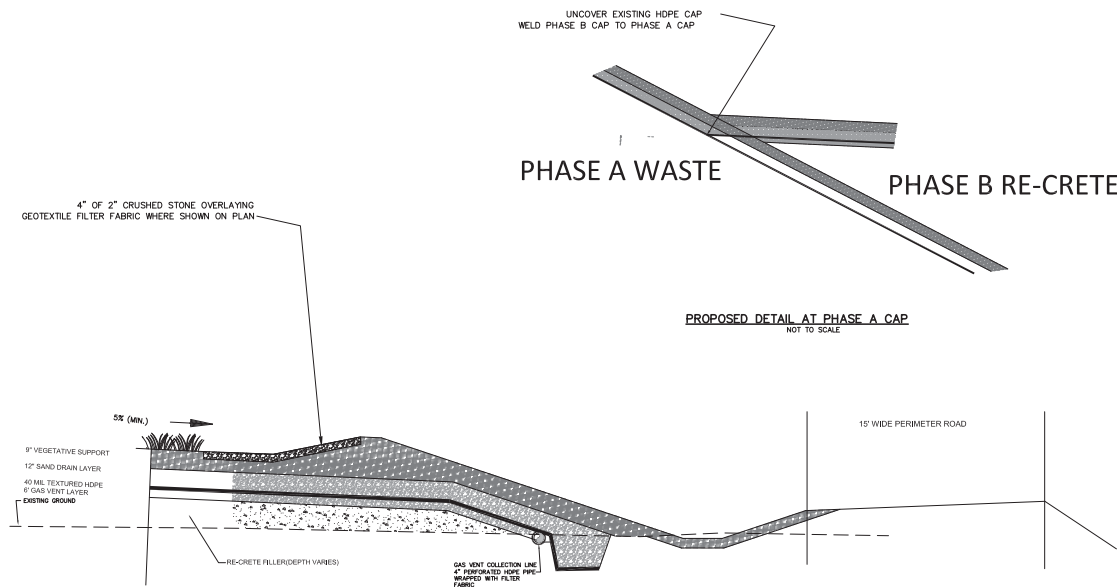 UNCOVER EXISTING HDPE CAP
WELD PHASE B CAP TO PHASE A CAP
PHASE A WASTE
PHASE B RE-CRETE
4" OF 2" CRUSHED STONE OVERLAYING
GEOTEXTILE FILTER FABRIC WHERE SHOWN ON PLAN
PROPOSED DETAIL AT PHASE A CAP
NOT TO SCALE
5% (MIN.)
15' WIDE PERIMETER ROAD
9" VEGETATIVE SUPPORT
12" SAND DRAIN LAYER
40 MIL TEXTURED HDPE
6' GAS VENT LAYER
EXISTING GROUND
RE-CRETE FILLER(DEPTH VARIES)
GAS VENT COLLECTION LINE
4" PERFORATED HDPE PIPE
WRAPPED WITH FILTER
FABRIC